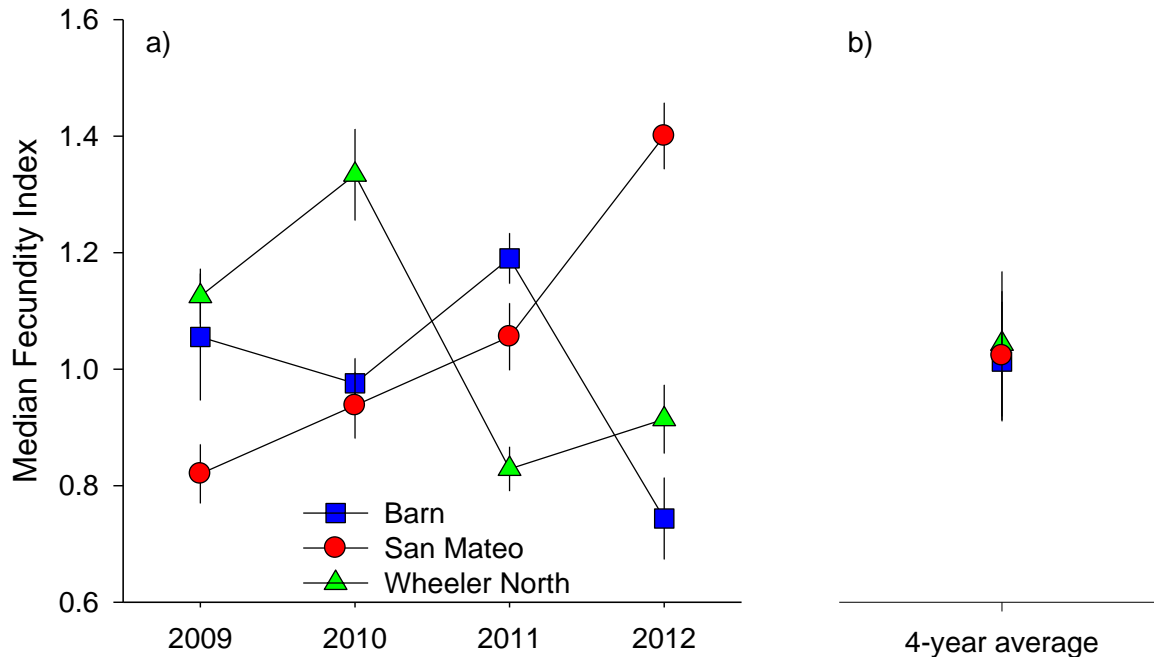 Median Fecundity Index
1.6
1.4
1.2
1.0
0.8
0.6
a)
Barn
San Mateo
Wheeler North
2009 2010 2011 2012
b)
4-year average